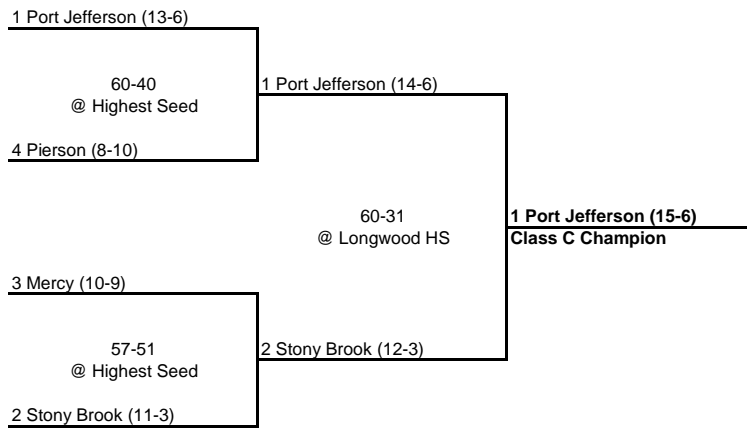 1 Port Jefferson (13-6)
60-40
@ Highest Seed
1 Port Jefferson (14-6)
4 Pierson (8-10)
60-31
@ Longwood HS
1 Port Jefferson (15-6)
Class C Champion
3 Mercy (10-9)
57-51
@ Highest Seed
2 Stony Brook (12-3)
2 Stony Brook (11-3)